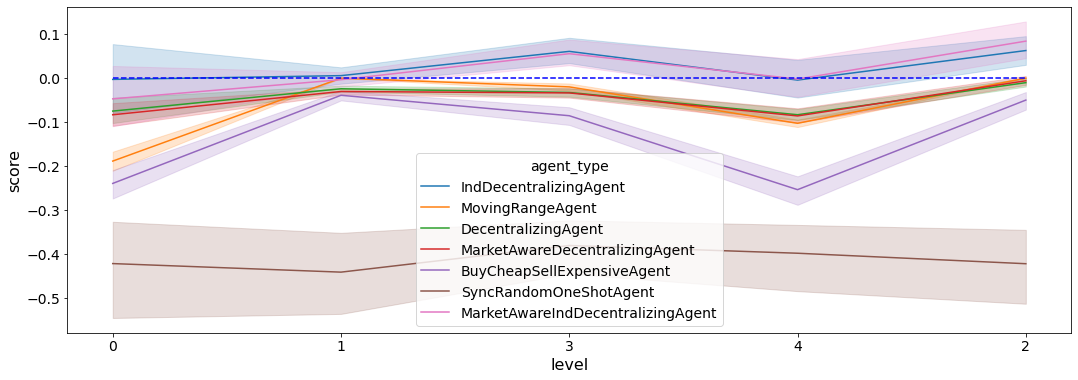 0.1
0.0
−0.1
−0.2
−0.3
−0.4
−0.5
score
agent_type
IndDecentralizingAgent
MovingRangeAgent
DecentralizingAgent
MarketAwareDecentralizingAgent
BuyCheapSellExpensiveAgent
SyncRandomOneShotAgent
MarketAwareIndDecentralizingAgent
0 1 3 4 2
level